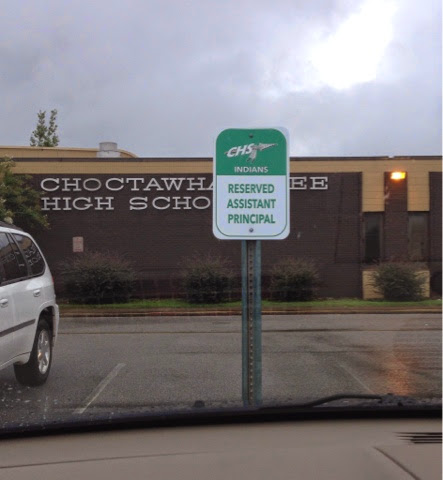 CHOCTAWHA EE
HIGH SCHO
CHS
INDIANS
RESERVED
ASSISTANT
PRINCIPAL